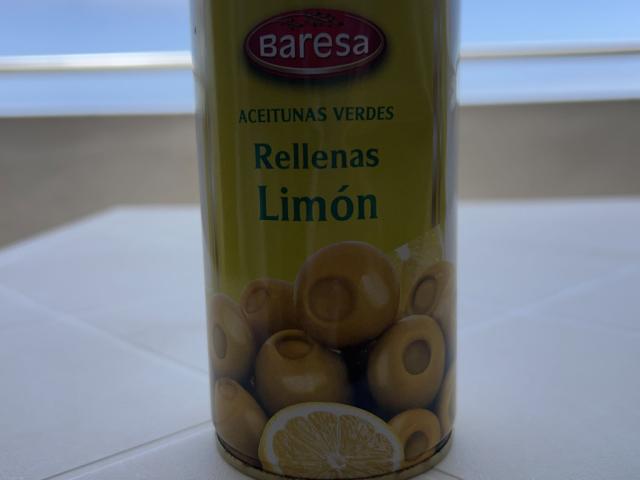 Baresa
ACEITUNAS VERDES
Rellenas
Limón